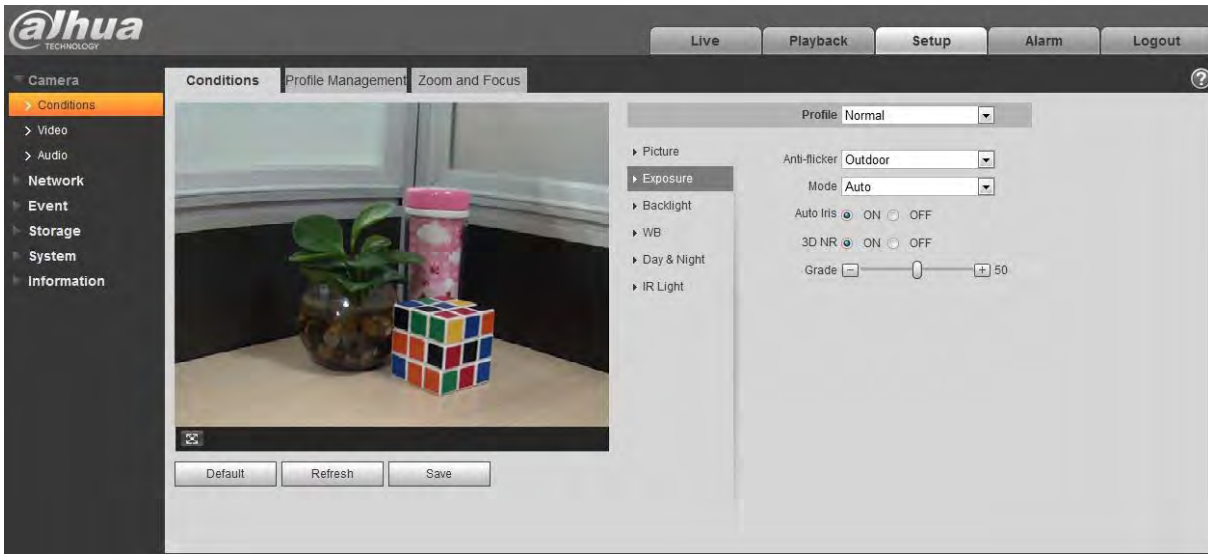 alhua
TECHNOLOGY
Live Playback Setup Alarm Logout
Camera
Conditions
Video
Audio
Network
Event
Storage
System
Information
Conditions Profile Management Zoom and Focus
?
Default Refresh Save
Profile Normal
Picture
Exposure
Backlight
WB
Day & Night
IR Light
Anti-flicker Outdoor
Mode Auto
Auto Iris ON OFF
3D NR ON OFF
Grade - + 50